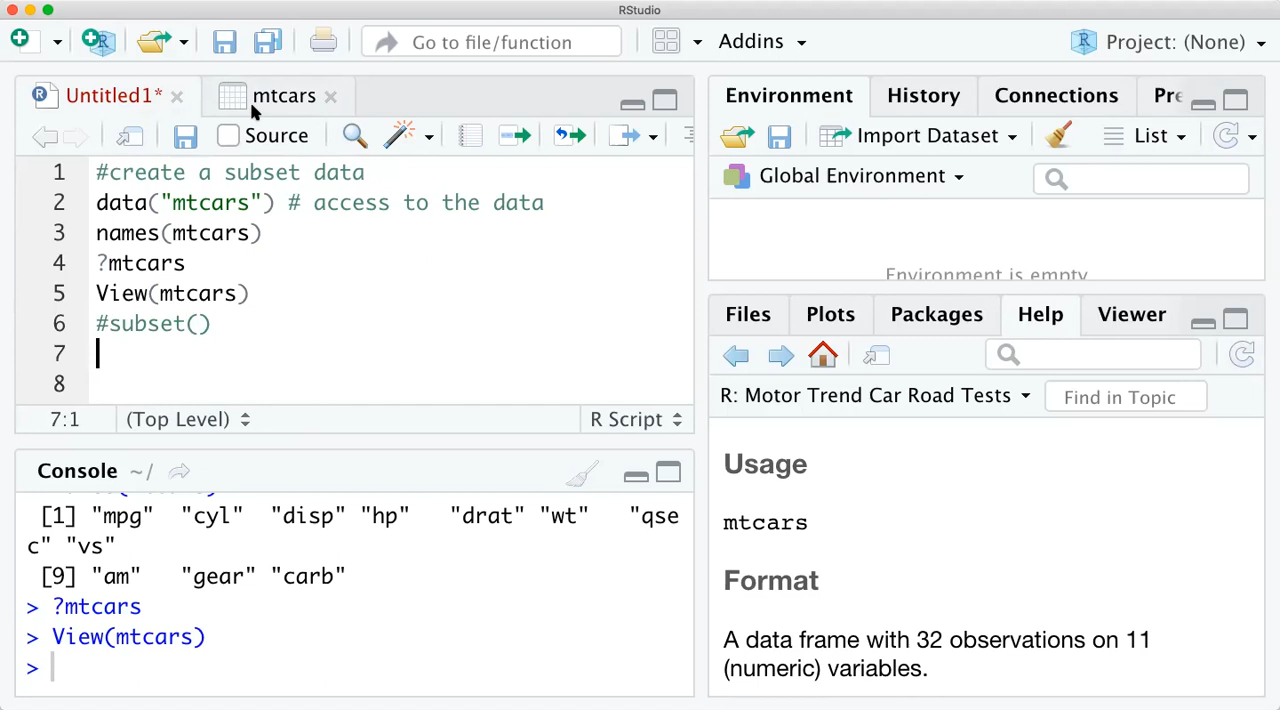 RStudio
Go to file/function
Addins
Project: (None)
Untitled1*
mtcars
Source
1 #create a subset data
2 data("mtcars") # access to the data
3 names(mtcars)
4 ?mtcars
5 View(mtcars)
6 #subset()
7
8
7:1 (Top Level) R Script
Console ~/
[1] "mpg" "cyl" "disp" "hp" "drat" "wt" "qse
c" "vs"
[9] "am" "gear" "carb"
> ?mtcars
> View(mtcars)
>
Environment History Connections Pr
Import Dataset List
Global Environment
Environment is empty
Files Plots Packages Help Viewer
R: Motor Trend Car Road Tests Find in Topic
Usage
mtcars
Format
A data frame with 32 observations on 11
(numeric) variables.